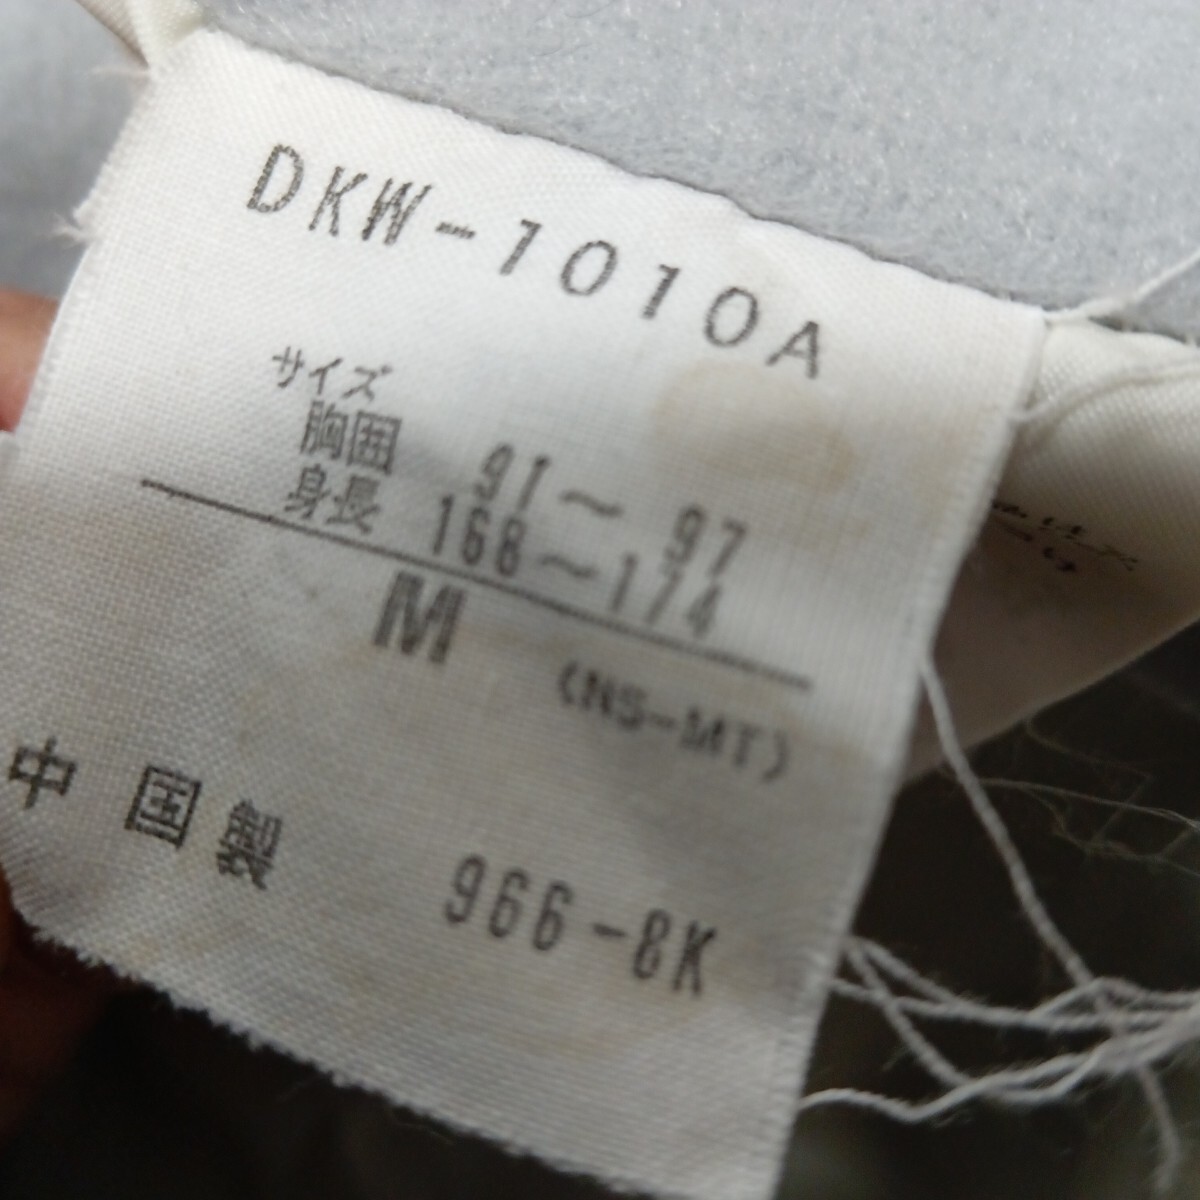 DKW-1010A
サイズ
胸囲 91～97
身長 168～174
M (NS-MT)
中国製 966-8K